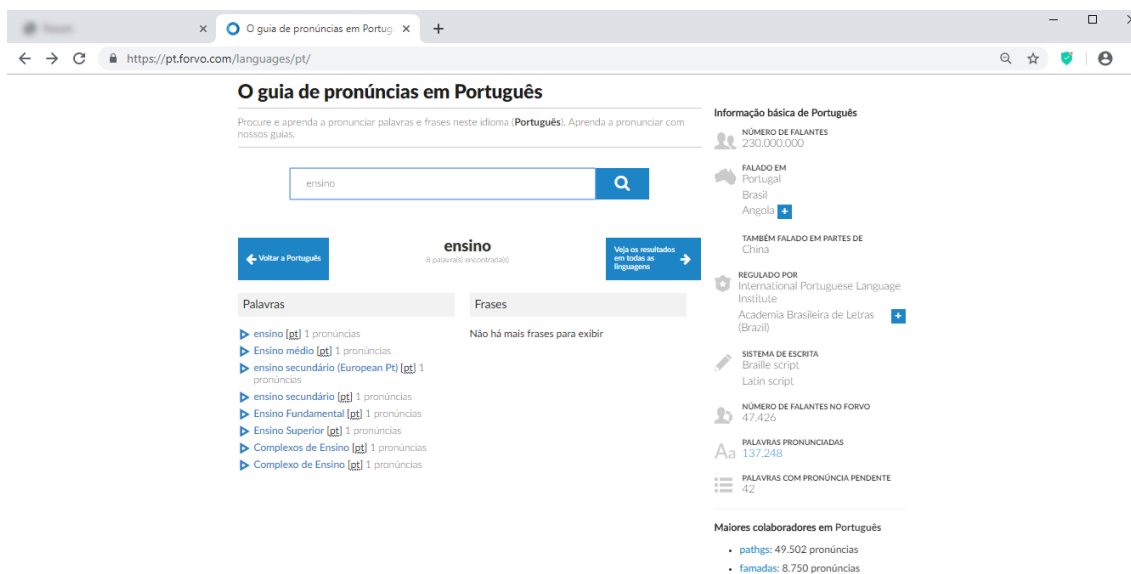 O guia de pronúncias em Portug
https://pt.forvo.com/languages/pt/
O guia de pronúncias em Português
Procure e aprenda a pronunciar palavras e frases neste idioma (Português). Aprenda a pronunciar com
nossos guias.
ensino
Voltar a Português
ensino
8 palavra(s) encontrada(s)
Veja os resultados
em todas as
linguagens
Palavras
ensino [pt] 1 pronúncias
Ensino médio [pt] 1 pronúncias
ensino secundário (European Pt) [pt] 1
pronúncias
ensino secundário [pt] 1 pronúncias
Ensino Fundamental [pt] 1 pronúncias
Ensino Superior [pt] 1 pronúncias
Complexos de Ensino [pt] 1 pronúncias
Complexo de Ensino [pt] 1 pronúncias
Frases
Não há mais frases para exibir
Informação básica de Português
NÚMERO DE FALANTES
230.000.000
FALADO EM
Portugal
Brasil
Angola +
TAMBÉM FALADO EM PARTES DE
China
REGULADO POR
International Portuguese Language
Institute
Academia Brasileira de Letras +
(Brazil)
SISTEMA DE ESCRITA
Braille script
Latin script
NÚMERO DE FALANTES NO FORVO
47.426
Aa PALAVRAS PRONUNCIADAS
137.248
PALAVRAS COM PRONÚNCIA PENDENTE
42
Maiores colaboradores em Português
• pathgs: 49.502 pronúncias
• famadas: 8.750 pronúncias